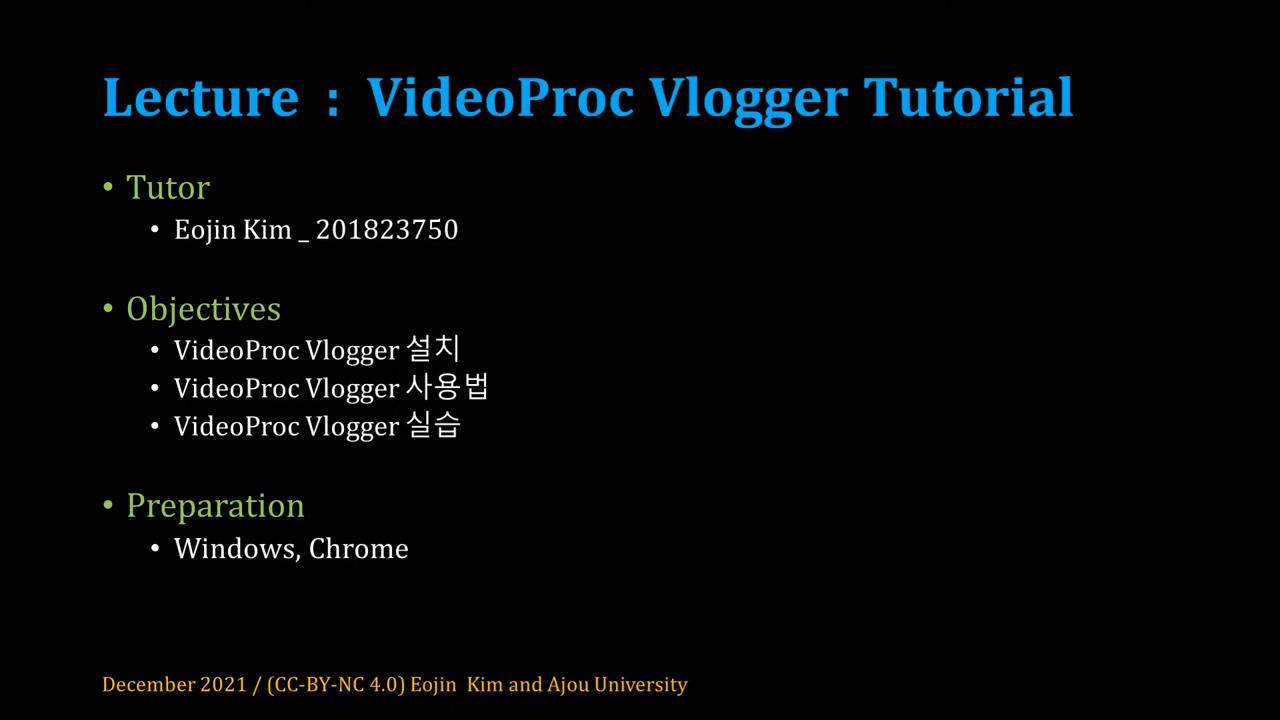 Lecture : VideoProc Vlogger Tutorial
• Tutor
• Eojin Kim _ 201823750
• Objectives
• VideoProc Vlogger 설치
• VideoProc Vlogger 사용법
• VideoProc Vlogger 실습
• Preparation
• Windows, Chrome
December 2021 / (CC-BY-NC 4.0) Eojin Kim and Ajou University